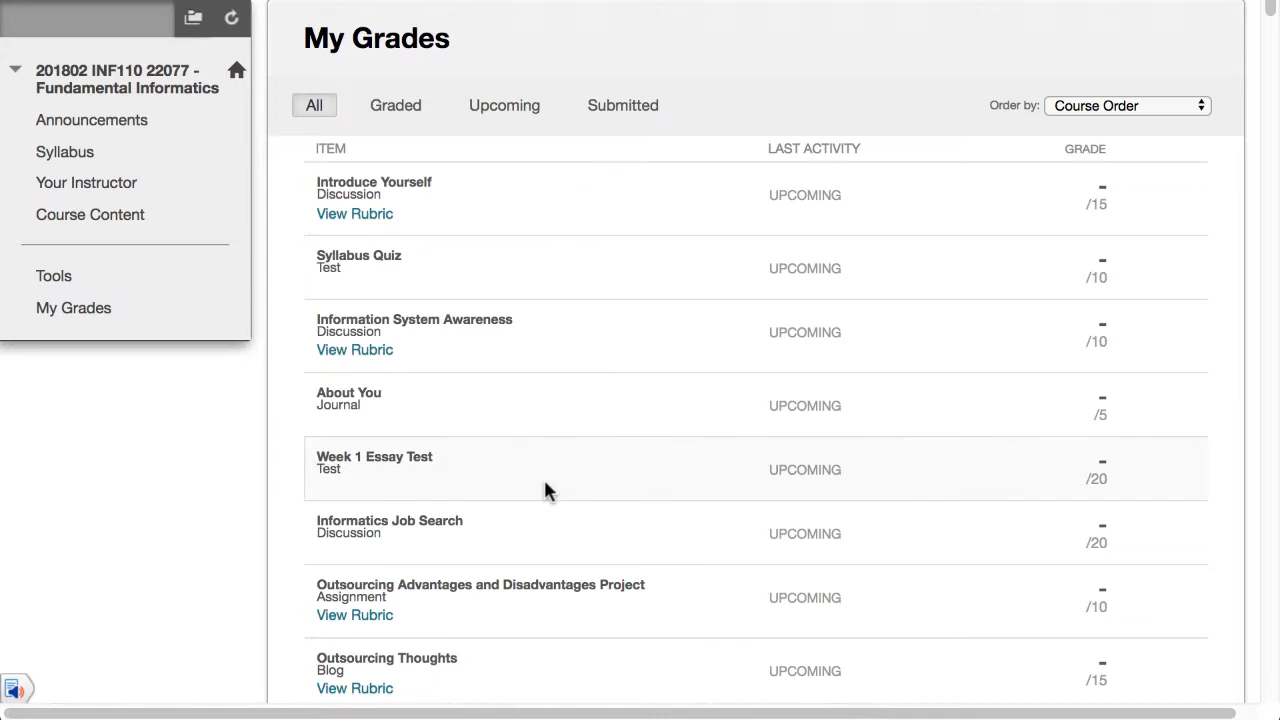 My Grades
201802 INF110 22077 -
Fundamental Informatics
Announcements
Syllabus
Your Instructor
Course Content
Tools
My Grades
All Graded Upcoming Submitted Order by: Course Order
ITEM LAST ACTIVITY GRADE
Introduce Yourself
Discussion
View Rubric
UPCOMING
-
/15
Syllabus Quiz
Test
UPCOMING
-
/10
Information System Awareness
Discussion
View Rubric
UPCOMING
-
/10
About You
Journal
UPCOMING
-
/5
Week 1 Essay Test
Test
UPCOMING
-
/20
Informatics Job Search
Discussion
UPCOMING
-
/20
Outsourcing Advantages and Disadvantages Project
Assignment
View Rubric
UPCOMING
-
/10
Outsourcing Thoughts
Blog
View Rubric
UPCOMING
-
/15